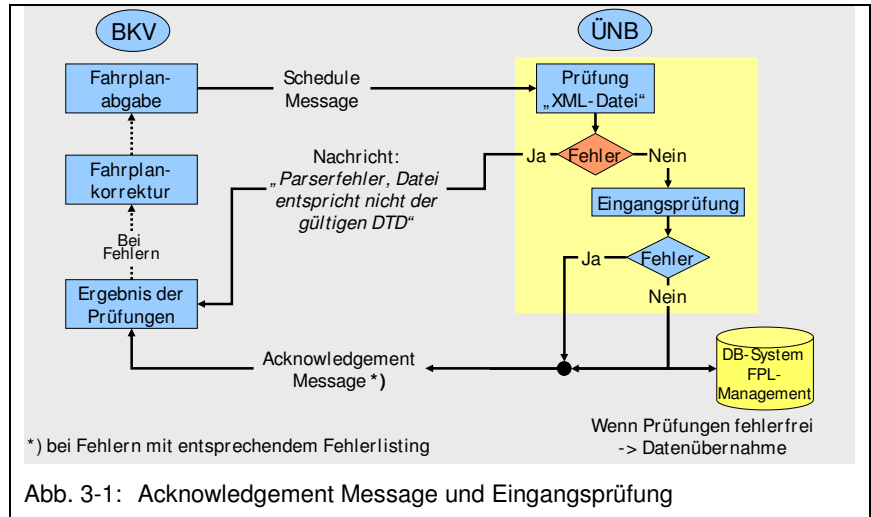 BKV
ÜNB
Fahrplan-
abgabe
Schedule
Message
Prüfung
„XML-Datei“
Fehler
Ja
Nein
Nachricht:
„Parserfehler, Datei
entspricht nicht der
gültigen DTD“
Fahrplan-
korrektur
Eingangsprüfung
Bei
Fehlern
Ja
Fehler
Nein
Ergebnis der
Prüfungen
Acknowledgement
Message *)
DB-System
FPL-
Management
Wenn Prüfungen fehlerfrei
-> Datenübernahme
*) bei Fehlern mit entsprechendem Fehlerlisting
Abb. 3-1: Acknowledgement Message und Eingangsprüfung